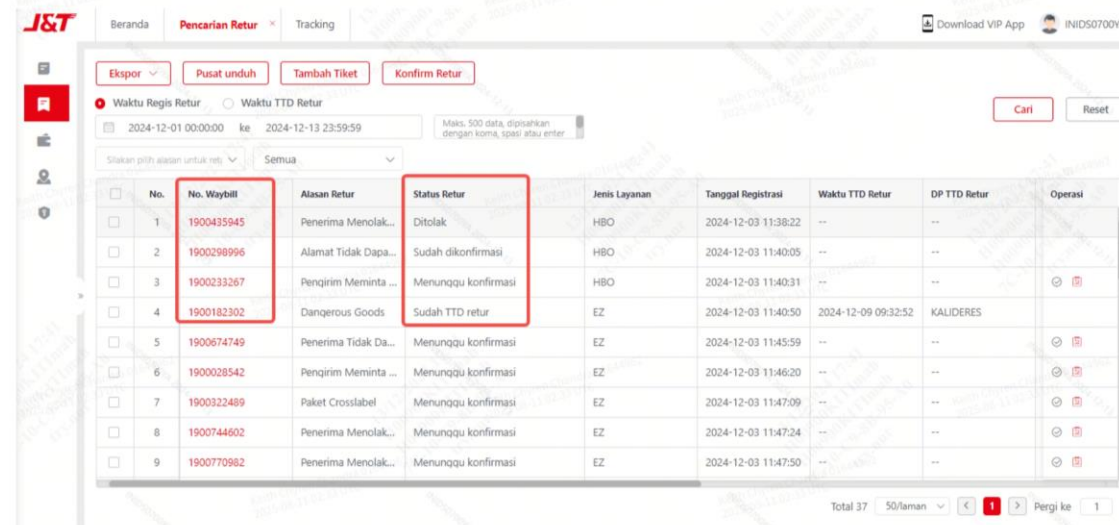 J&T
Beranda Pencarian Retur × Tracking Download VIP App INIDS0700Y
Ekspor Pusat unduh Tambah Tiket Konfirm Retur
Waktu Regis Retur Waktu TTD Retur
Cari Reset
2024-12-01 00:00:00 ke 2024-12-13 23:59:59
Maks. 500 data, dipisahkan
dengan koma, spasi atau enter
Silakan pilih alasan untuk retu Semua
No. No. Waybill Alasan Retur Status Retur Jenis Layanan Tanggal Registrasi Waktu TTD Retur DP TTD Retur Operasi
1 1900435945 Penerima Menolak... Ditolak HBO 2024-12-03 11:38:22 -- --
2 1900298996 Alamat Tidak Dapa... Sudah dikonfirmasi HBO 2024-12-03 11:40:05 -- --
3 1900233267 Pengirim Meminta ... Menunggu konfirmasi HBO 2024-12-03 11:40:31 -- --
4 1900182302 Dangerous Goods Sudah TTD retur EZ 2024-12-03 11:40:50 2024-12-09 09:32:52 KALIDERES
5 1900674749 Penerima Tidak Da... Menunggu konfirmasi EZ 2024-12-03 11:45:59 -- --
6 1900028542 Pengirim Meminta ... Menunggu konfirmasi EZ 2024-12-03 11:46:20 -- --
7 1900322489 Paket Crosslabel Menunggu konfirmasi EZ 2024-12-03 11:47:09 -- --
8 1900744602 Penerima Menolak... Menunggu konfirmasi EZ 2024-12-03 11:47:24 -- --
9 1900770982 Penerima Menolak... Menunggu konfirmasi EZ 2024-12-03 11:47:50 -- --
Total 37 50/laman < 1 > Pergi ke 1